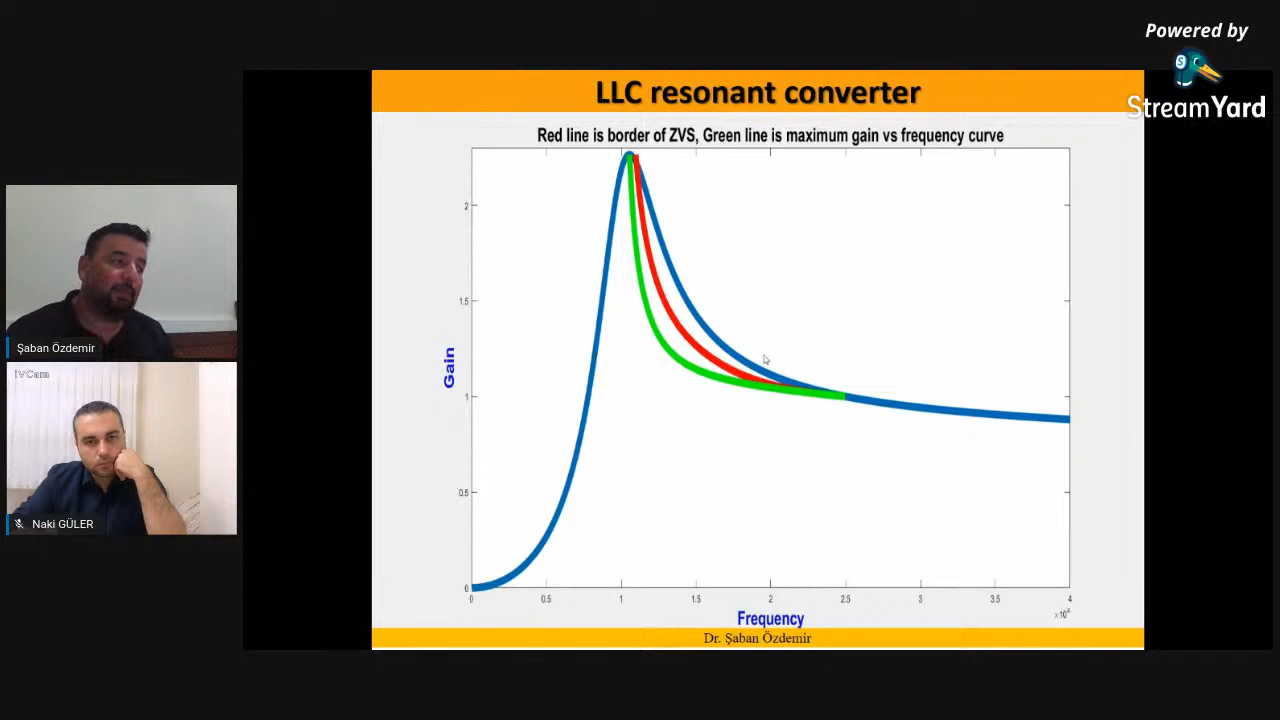 Powered by
StreamYard
LLC resonant converter
Red line is border of ZVS, Green line is maximum gain vs frequency curve
2
1.5
1
0.5
0
Gain
0 0.5 1 1.5 2 2.5 3 3.5 4
×10⁴
Frequency
Dr. Şaban Özdemir
Şaban Özdemir
iVCam
Naki GÜLER